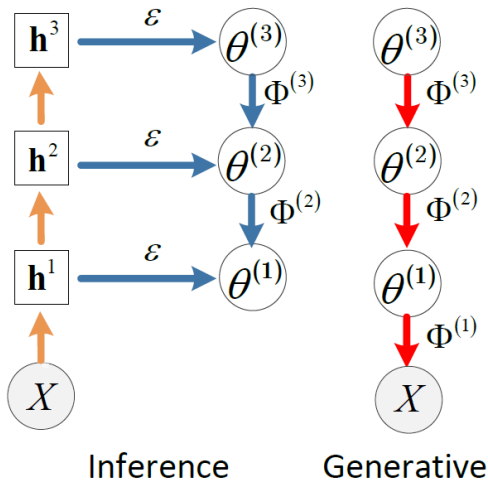 h³ ε θ⁽³⁾ θ⁽³⁾
Φ⁽³⁾ Φ⁽³⁾
h² ε θ⁽²⁾ θ⁽²⁾
Φ⁽²⁾ Φ⁽²⁾
h¹ ε θ⁽¹⁾ θ⁽¹⁾
Φ⁽¹⁾
X X
Inference Generative